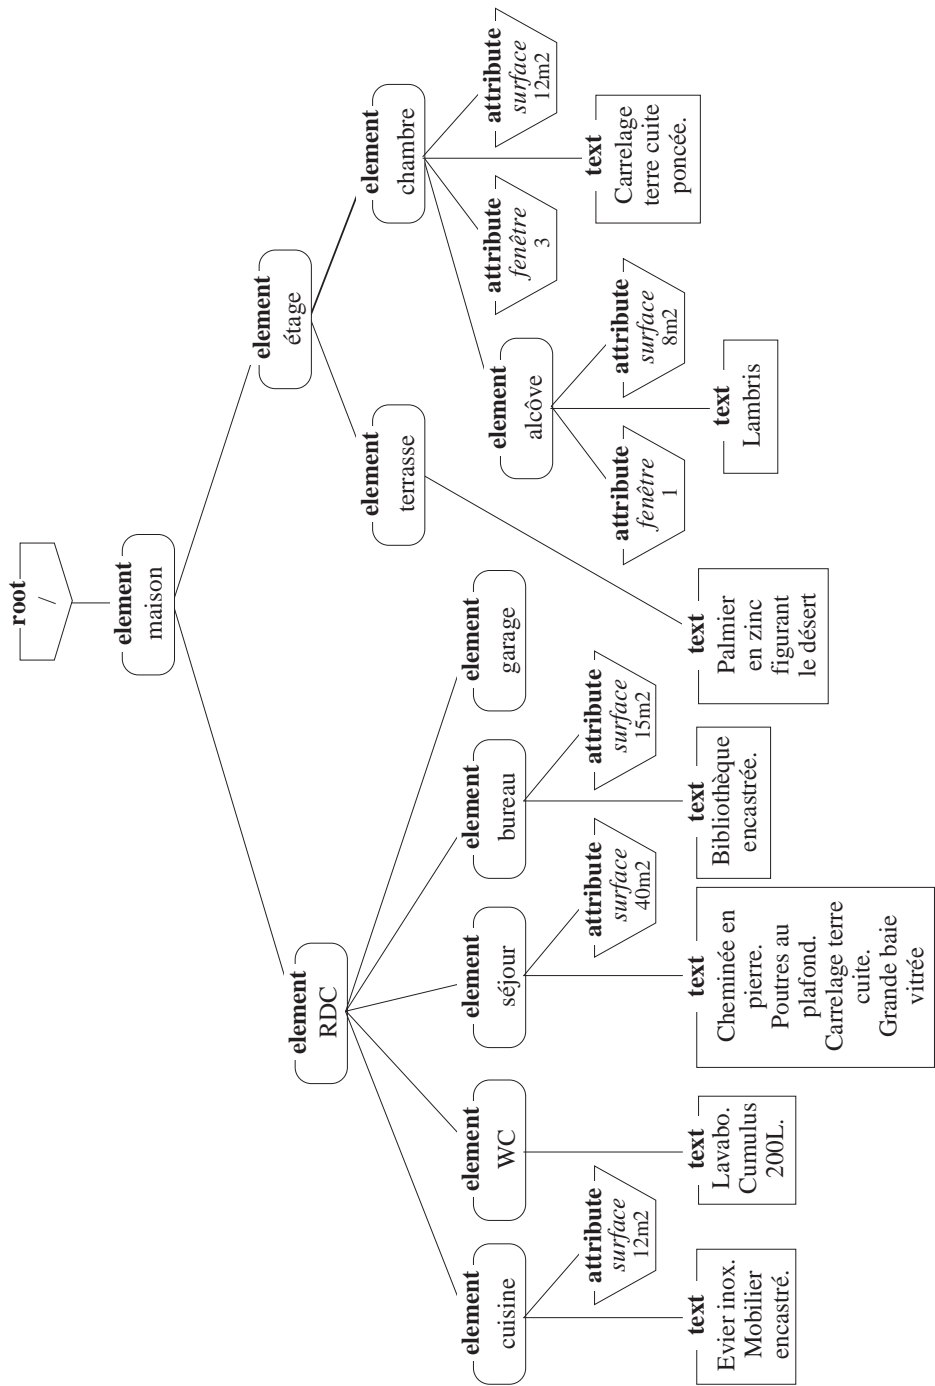 root
/
element
maison
element
RDC
element
étage
element
cuisine
element
WC
element
séjour
element
bureau
element
garage
element
terrasse
element
chambre
attribute
surface
12m2
attribute
surface
40m2
attribute
surface
15m2
element
alcôve
attribute
fenêtre
3
attribute
surface
12m2
attribute
fenêtre
1
attribute
surface
8m2
text
Carrelage
terre cuite
poncée.
text
Evier inox.
Mobilier
encastré.
text
Lavabo.
Cumulus
200L.
text
Cheminée en
pierre.
Poutres au
plafond.
Carrelage terre
cuite.
Grande baie
vitrée
text
Bibliothèque
encastrée.
text
Palmier
en zinc
figurant
le désert
text
Lambris